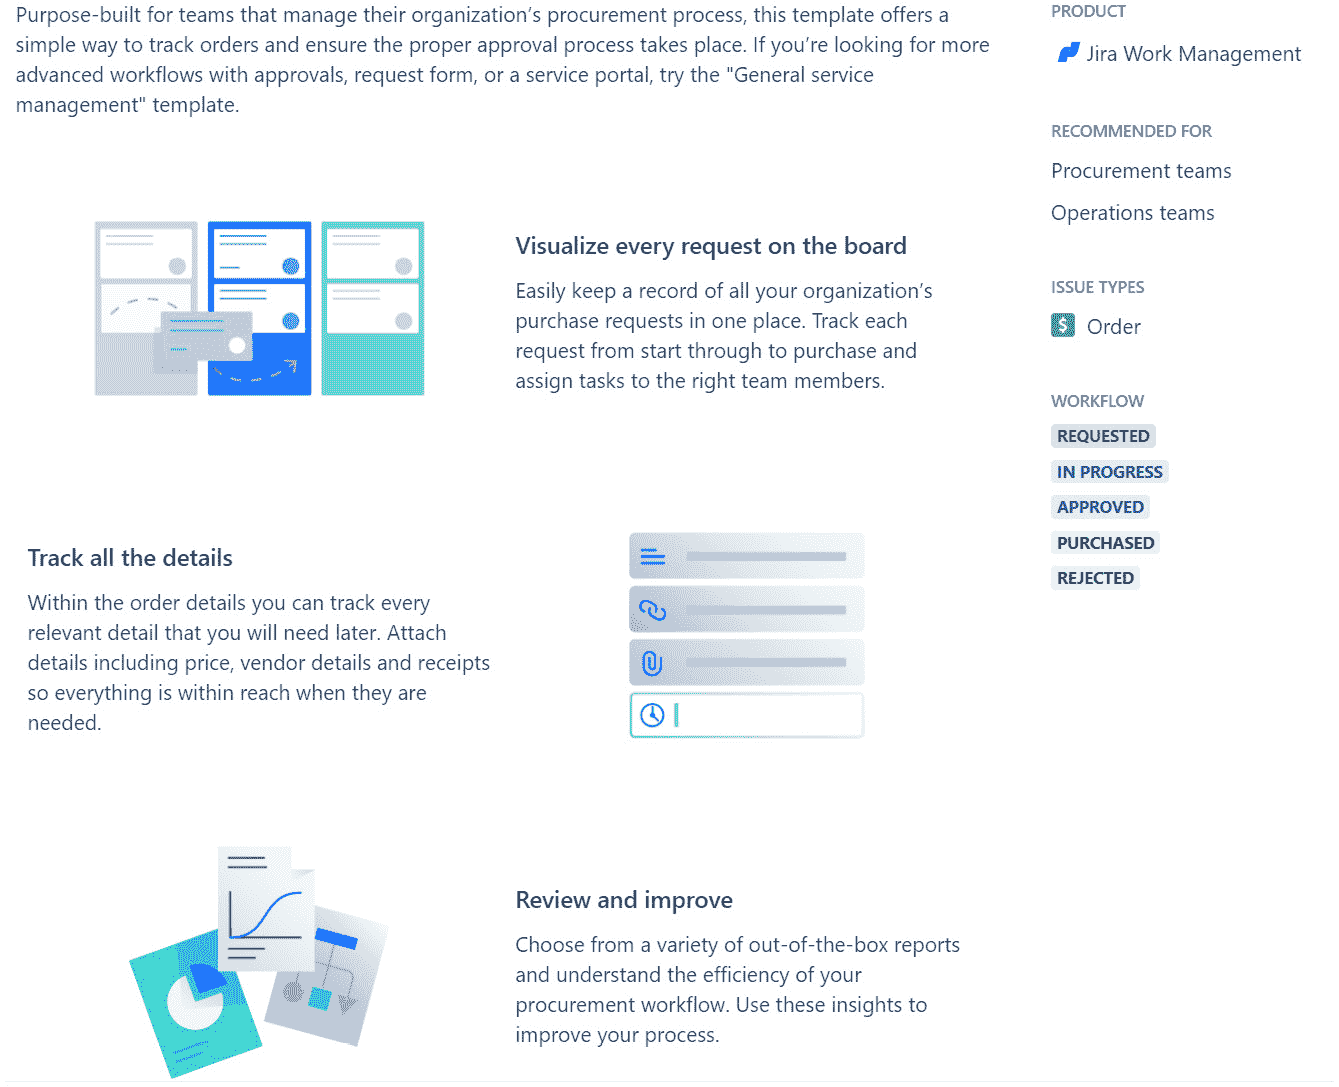 Purpose-built for teams that manage their organization’s procurement process, this template offers a
simple way to track orders and ensure the proper approval process takes place. If you’re looking for more
advanced workflows with approvals, request form, or a service portal, try the "General service
management" template.
Visualize every request on the board
Easily keep a record of all your organization’s
purchase requests in one place. Track each
request from start through to purchase and
assign tasks to the right team members.
Track all the details
Within the order details you can track every
relevant detail that you will need later. Attach
details including price, vendor details and receipts
so everything is within reach when they are
needed.
Review and improve
Choose from a variety of out-of-the-box reports
and understand the efficiency of your
procurement workflow. Use these insights to
improve your process.
PRODUCT
Jira Work Management
RECOMMENDED FOR
Procurement teams
Operations teams
ISSUE TYPES
$ Order
WORKFLOW
REQUESTED
IN PROGRESS
APPROVED
PURCHASED
REJECTED